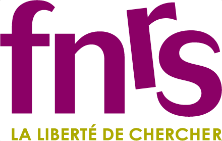 fnrs
LA LIBERTÉ DE CHERCHER